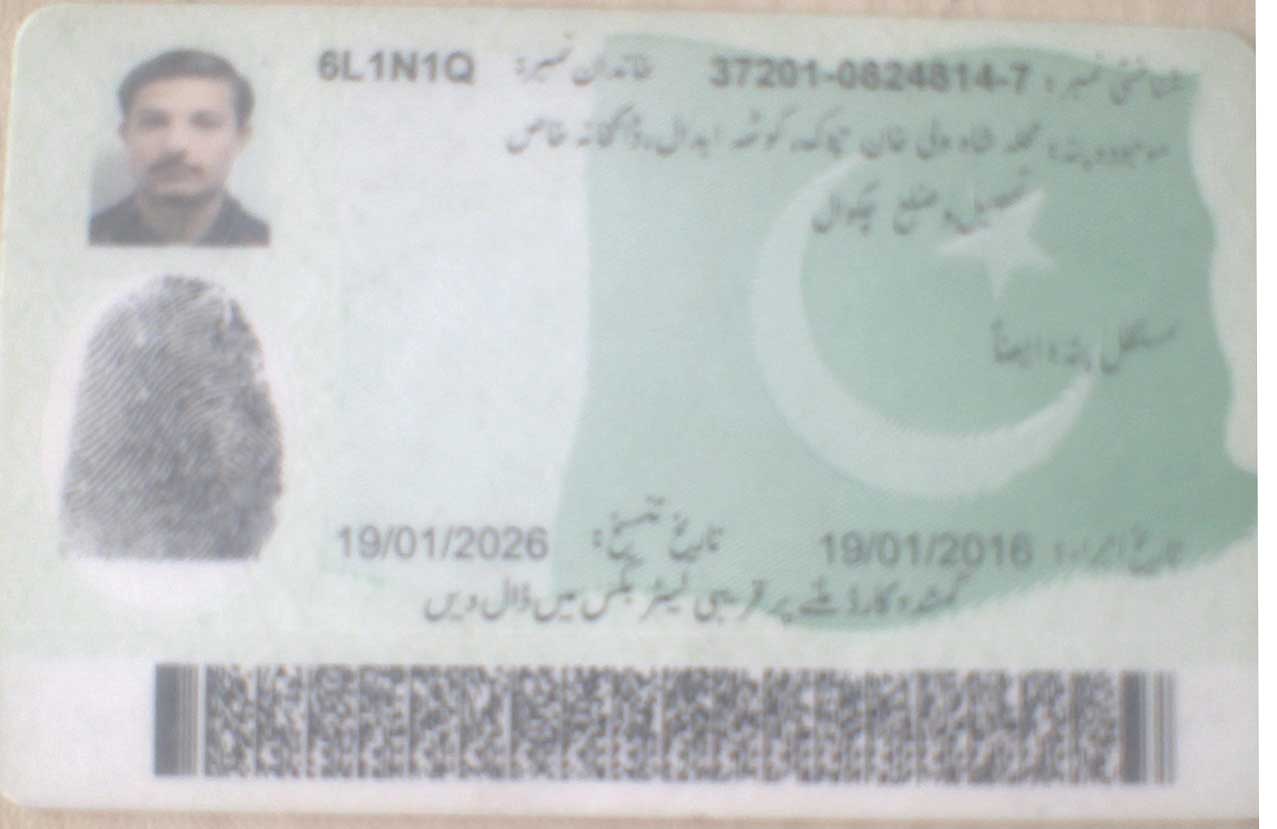 شناختی نمبر: 37201-0824814-7 خاندان نمبر: 6L1N1Q
موجودہ پتہ: محلہ شاہ ولی خان چوک، کوٹلہ ابدال، ڈاکخانہ خاص
تحصیل و ضلع چکوال
مستقل پتہ: ایضاً
تاریخ اجراء: 19/01/2016 تاریخ تنسیخ: 19/01/2026
گمشدہ کارڈ ملنے پر قریبی لیٹر بکس میں ڈال دیں